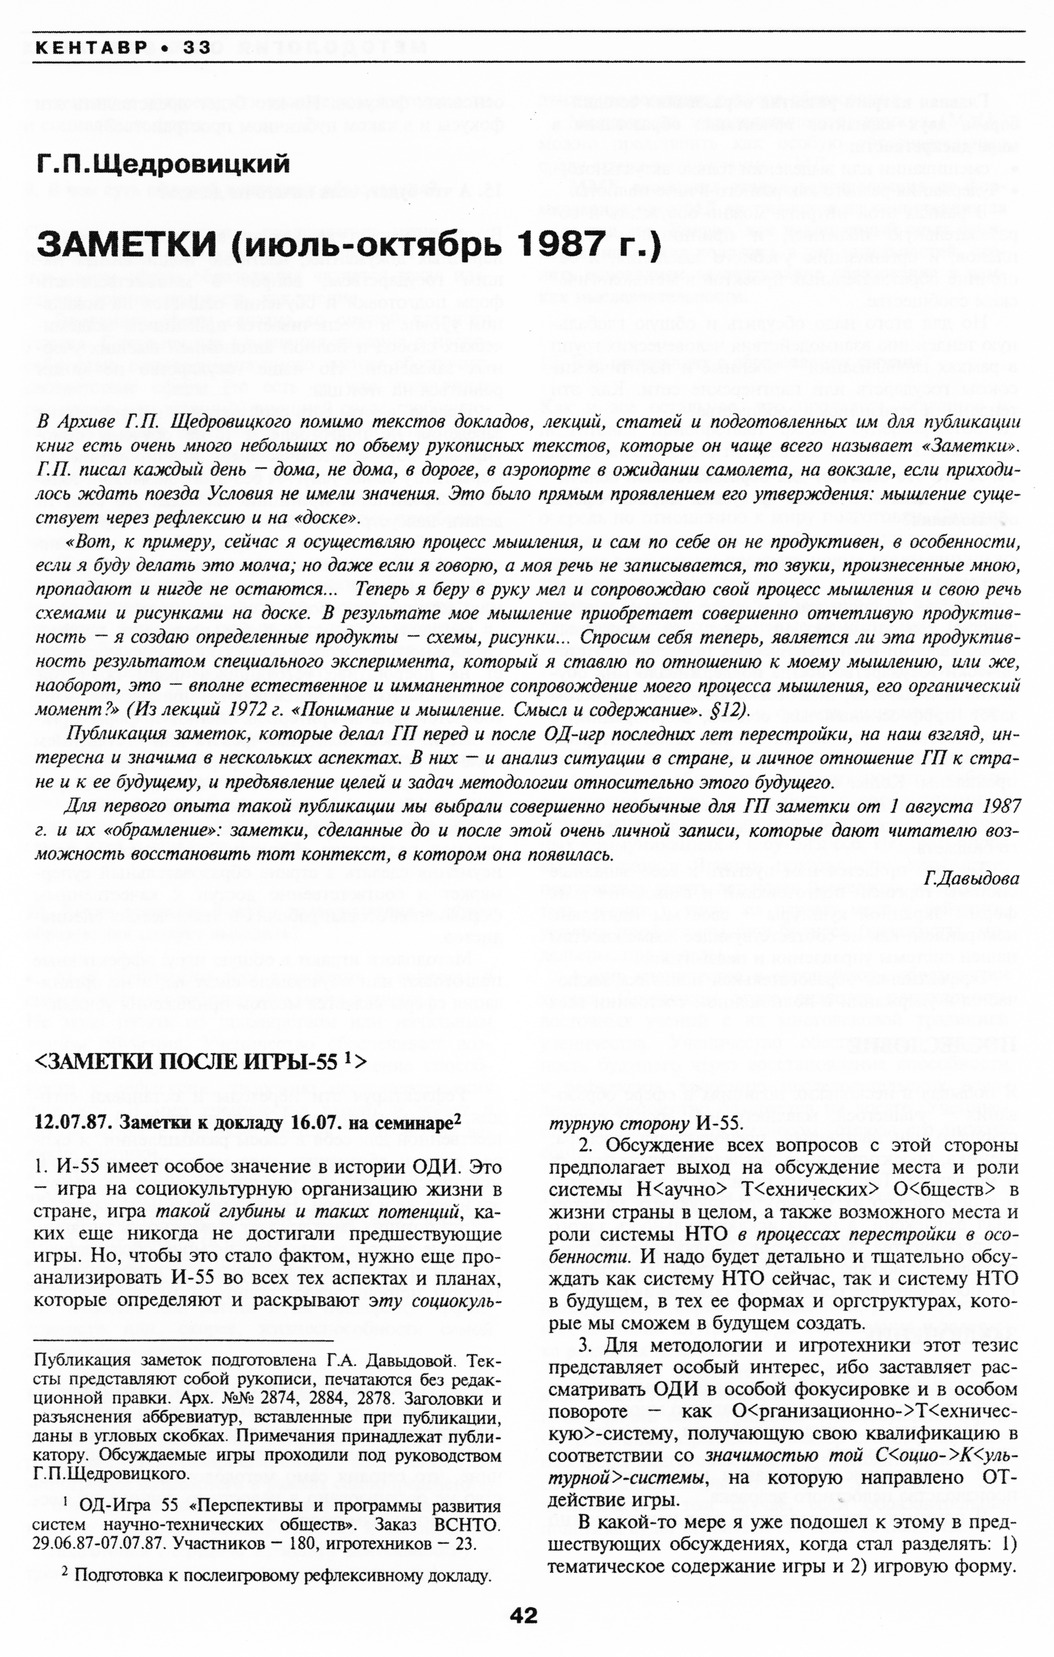 КЕНТАВР • 33
Г.П.Щедровицкий
ЗАМЕТКИ (июль-октябрь 1987 г.)
В Архиве Г.П. Щедровицкого помимо текстов докладов, лекций, статей и подготовленных им для публикации
книг есть очень много небольших по объему рукописных текстов, которые он чаще всего называет «Заметки».
Г.П. писал каждый день — дома, не дома, в дороге, в аэропорте в ожидании самолета, на вокзале, если приходи-
лось ждать поезда Условия не имели значения. Это было прямым проявлением его утверждения: мышление суще-
ствует через рефлексию и на «доске».
«Вот, к примеру, сейчас я осуществляю процесс мышления, и сам по себе он не продуктивен, в особенности,
если я буду делать это молча; но даже если я говорю, а моя речь не записывается, то звуки, произнесенные мною,
пропадают и нигде не остаются... Теперь я беру в руку мел и сопровождаю свой процесс мышления и свою речь
схемами и рисунками на доске. В результате мое мышление приобретает совершенно отчетливую продуктив-
ность — я создаю определенные продукты — схемы, рисунки... Спросим себя теперь, является ли эта продуктив-
ность результатом специального эксперимента, который я ставлю по отношению к моему мышлению, или же,
наоборот, это — вполне естественное и имманентное сопровождение моего процесса мышления, его органический
момент?» (Из лекций 1972 г. «Понимание и мышление. Смысл и содержание». §12).
Публикация заметок, которые делал ГП перед и после ОД-игр последних лет перестройки, на наш взгляд, ин-
тересна и значима в нескольких аспектах. В них — и анализ ситуации в стране, и личное отношение ГП к стра-
не и к ее будущему, и предъявление целей и задач методологии относительно этого будущего.
Для первого опыта такой публикации мы выбрали совершенно необычные для ГП заметки от 1 августа 1987
г. и их «обрамление»: заметки, сделанные до и после этой очень личной записи, которые дают читателю воз-
можность восстановить тот контекст, в котором она появилась.
Г.Давыдова
<ЗАМЕТКИ ПОСЛЕ ИГРЫ-55 ¹>
12.07.87. Заметки к докладу 16.07. на семинаре²
1. И-55 имеет особое значение в истории ОДИ. Это
— игра на социокультурную организацию жизни в
стране, игра такой глубины и таких потенций, ка-
ких еще никогда не достигали предшествующие
игры. Но, чтобы это стало фактом, нужно еще про-
анализировать И-55 во всех тех аспектах и планах,
которые определяют и раскрывают эту социокуль-
Публикация заметок подготовлена Г.А. Давыдовой. Тек-
сты представляют собой рукописи, печатаются без редак-
ционной правки. Арх. №№ 2874, 2884, 2878. Заголовки и
разъяснения аббревиатур, вставленные при публикации,
даны в угловых скобках. Примечания принадлежат публи-
катору. Обсуждаемые игры проходили под руководством
Г.П.Щедровицкого.
¹ ОД-Игра 55 «Перспективы и программы развития
систем научно-технических обществ». Заказ ВСНТО.
29.06.87-07.07.87. Участников — 180, игротехников — 23.
² Подготовка к послеигровому рефлексивному докладу.
турную сторону И-55.
2. Обсуждение всех вопросов с этой стороны
предполагает выход на обсуждение места и роли
системы Н<аучно> Т<ехнических> О<бществ> в
жизни страны в целом, а также возможного места и
роли системы НТО в процессах перестройки в осо-
бенности. И надо будет детально и тщательно обсу-
ждать как систему НТО сейчас, так и систему НТО
в будущем, в тех ее формах и оргструктурах, кото-
рые мы сможем в будущем создать.
3. Для методологии и игротехники этот тезис
представляет особый интерес, ибо заставляет рас-
сматривать ОДИ в особой фокусировке и в особом
повороте — как О<рганизационно->Т<ехничес-
кую>-систему, получающую свою квалификацию в
соответствии со значимостью той С<оцио->К<уль-
турной>-системы, на которую направлено ОТ-
действие игры.
В какой-то мере я уже подошел к этому в пред-
шествующих обсуждениях, когда стал разделять: 1)
тематическое содержание игры и 2) игровую форму.
42